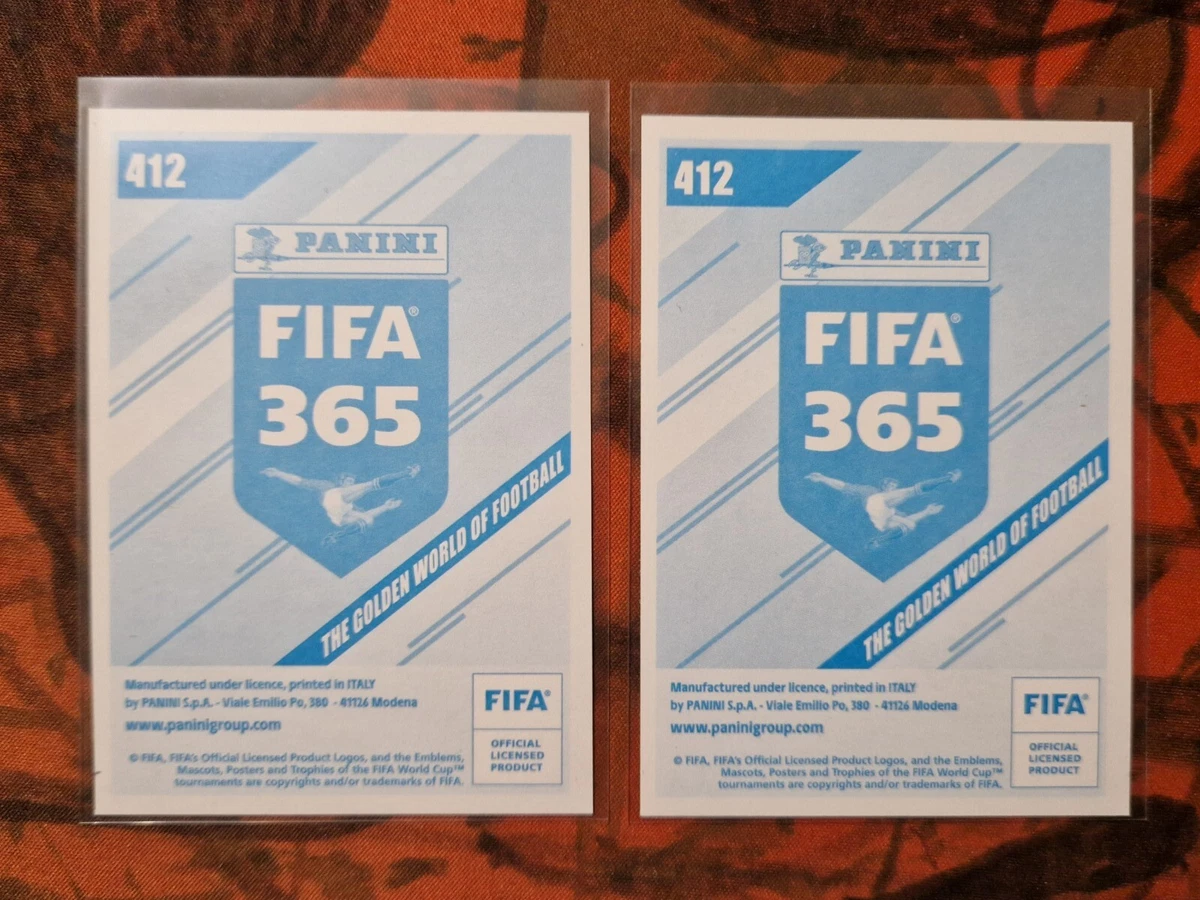 412
PANINI
FIFA®
365
THE GOLDEN WORLD OF FOOTBALL
Manufactured under licence, printed in ITALY
by PANINI S.p.A. - Viale Emilio Po, 380 - 41126 Modena
www.paninigroup.com
© FIFA, FIFA's Official Licensed Product Logos, and the Emblems,
Mascots, Posters and Trophies of the FIFA World Cup™
tournaments are copyrights and/or trademarks of FIFA.
FIFA®
OFFICIAL
LICENSED
PRODUCT
412
PANINI
FIFA®
365
THE GOLDEN WORLD OF FOOTBALL
Manufactured under licence, printed in ITALY
by PANINI S.p.A. - Viale Emilio Po, 380 - 41126 Modena
www.paninigroup.com
© FIFA, FIFA's Official Licensed Product Logos, and the Emblems,
Mascots, Posters and Trophies of the FIFA World Cup™
tournaments are copyrights and/or trademarks of FIFA.
FIFA®
OFFICIAL
LICENSED
PRODUCT